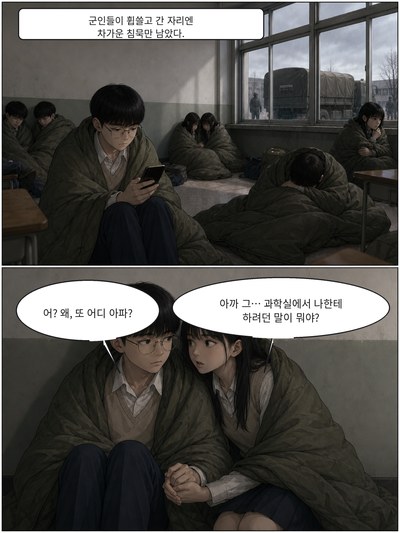 군인들이 휩쓸고 간 자리엔
차가운 침묵만 남았다.
어? 왜, 또 어디 아파?
아까 그… 과학실에서 나한테
하려던 말이 뭐야?